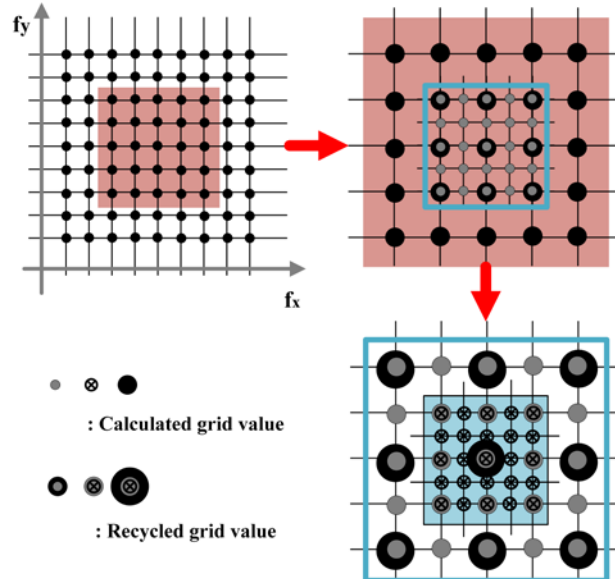 fy
fx
: Calculated grid value
: Recycled grid value